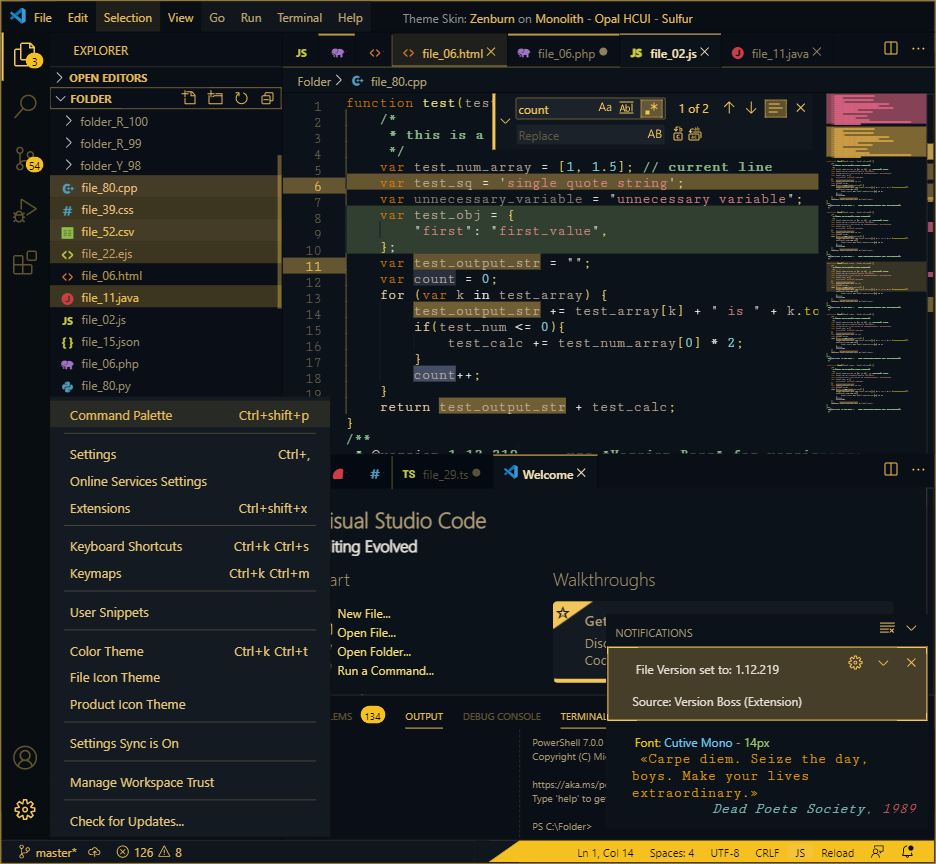 File Edit Selection View Go Run Terminal Help
Theme Skin: Zenburn on Monolith - Opal HCUI - Sulfur
3
54
EXPLORER
OPEN EDITORS
FOLDER
folder_R_100
folder_R_99
folder_Y_98
file_80.cpp
file_39.css
file_52.csv
file_22.ejs
file_06.html
file_11.java
JS file_02.js
file_15.json
file_06.php
file_80.py
JS
file_06.html
file_06.php
JS file_02.js
file_11.java
Folder > file_80.cpp
count Aa Abl .* 1 of 2
Replace AB
1 function test(tes
2 /*
3 * this is a
4 */
5 var test_num_array = [1, 1.5]; // current line
6 var test_sq = 'single quote string';
7 var unnecessary_variable = "unnecessary variable";
8 var test_obj = {
9 "first": "first_value",
10 };
11 var test_output_str = "";
12 var count = 0;
13 for (var k in test_array) {
14 test_output_str += test_array[k] + " is " + k.to
15 if(test_num <= 0){
16 test_calc += test_num_array[0] * 2;
17 }
18 count++;
19 }
return test_output_str + test_calc;
}
/**
Command Palette Ctrl+shift+p
Settings Ctrl+,
Online Services Settings
Extensions Ctrl+shift+x
Keyboard Shortcuts Ctrl+k Ctrl+s
Keymaps Ctrl+k Ctrl+m
User Snippets
Color Theme Ctrl+k Ctrl+t
File Icon Theme
Product Icon Theme
Settings Sync is On
Manage Workspace Trust
Check for Updates...
# TS file_29.ts Welcome
isual Studio Code
iting Evolved
art
New File...
Open File...
Open Folder...
Run a Command...
Walkthroughs
Get
Disc
Coc
NOTIFICATIONS
File Version set to: 1.12.219
Source: Version Boss (Extension)
LEMS 134 OUTPUT DEBUG CONSOLE TERMINAL
PowerShell 7.0.0
Copyright (C) Mi
https://aka.ms/p
Type 'help' to ge
PS C:\Folder>
Font: Cutive Mono - 14px
«Carpe diem. Seize the day,
boys. Make your lives
extraordinary.»
Dead Poets Society, 1989
master* 126 8
Ln 1, Col 14 Spaces: 4 UTF-8 CRLF JS Reload